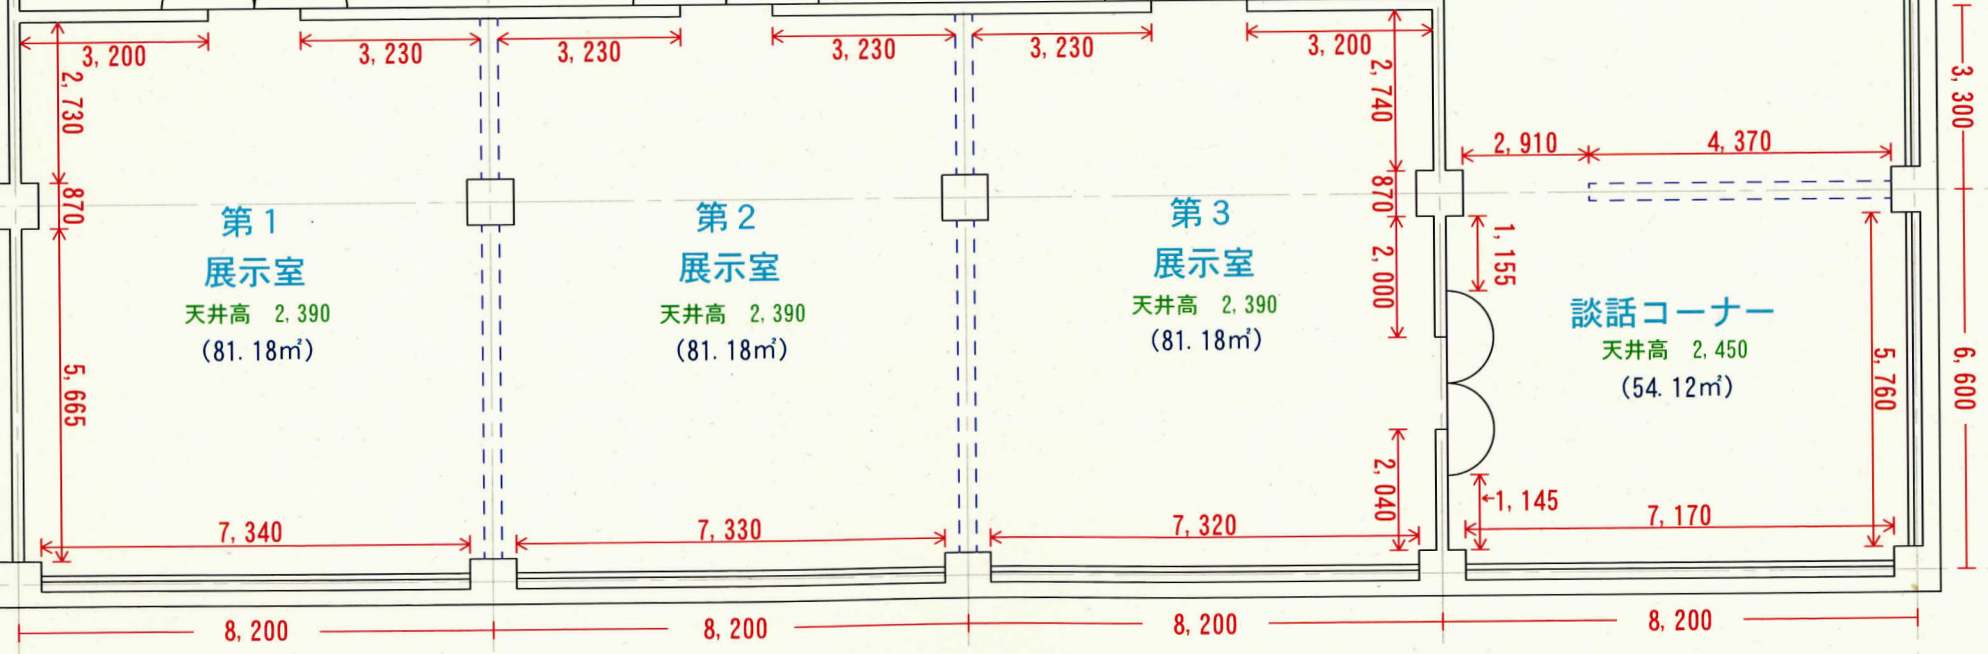 3,200
3,230
3,230
3,230
3,230
3,200
2,730
870
5,665
2,740
870
2,000
2,040
2,910
4,370
3,300
1,155
第1
展示室
天井高 2,390
(81.18㎡)
第2
展示室
天井高 2,390
(81.18㎡)
第3
展示室
天井高 2,390
(81.18㎡)
談話コーナー
天井高 2,450
(54.12㎡)
5,760
6,600
←1,145
7,340
7,330
7,320
7,170
8,200
8,200
8,200
8,200